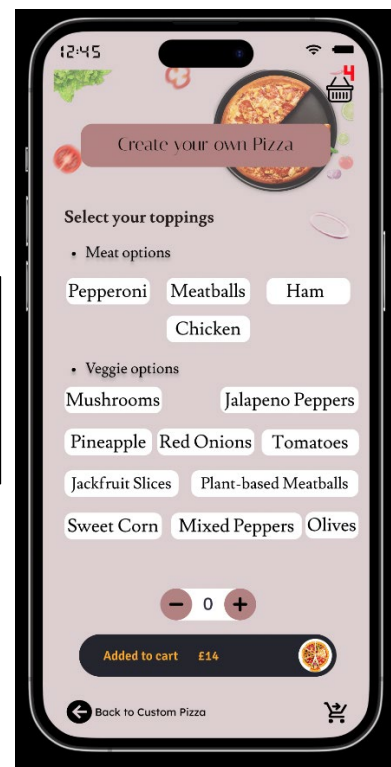 12:45
4
Create your own Pizza
Select your toppings
• Meat options
Pepperoni Meatballs Ham
Chicken
• Veggie options
Mushrooms Jalapeno Peppers
Pineapple Red Onions Tomatoes
Jackfruit Slices Plant-based Meatballs
Sweet Corn Mixed Peppers Olives
− 0 +
Added to cart £14
Back to Custom Pizza